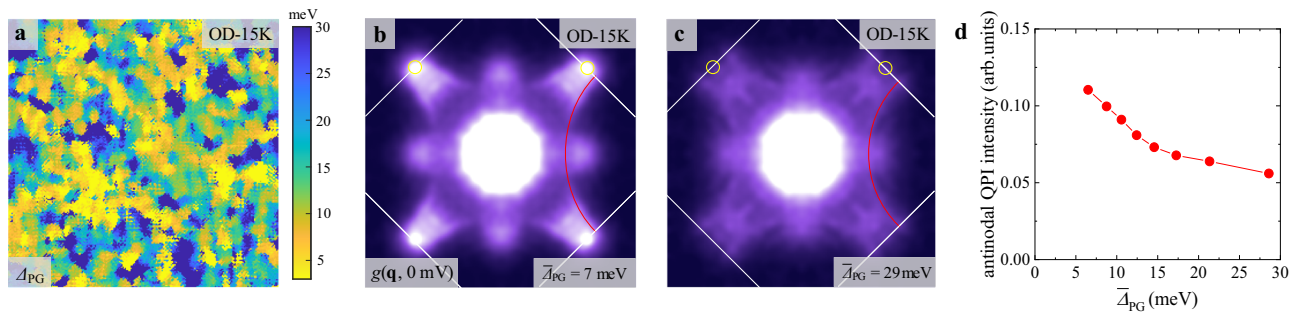 a
OD-15K
Δ_PG
meV
30
25
20
15
10
5
b
OD-15K
g(q, 0 mV)
Δ̅_PG = 7 meV
c
OD-15K
Δ̅_PG = 29 meV
d
antinodal QPI intensity (arb.units)
0.15
0.10
0.05
0.00
0 5 10 15 20 25 30
Δ̅_PG (meV)